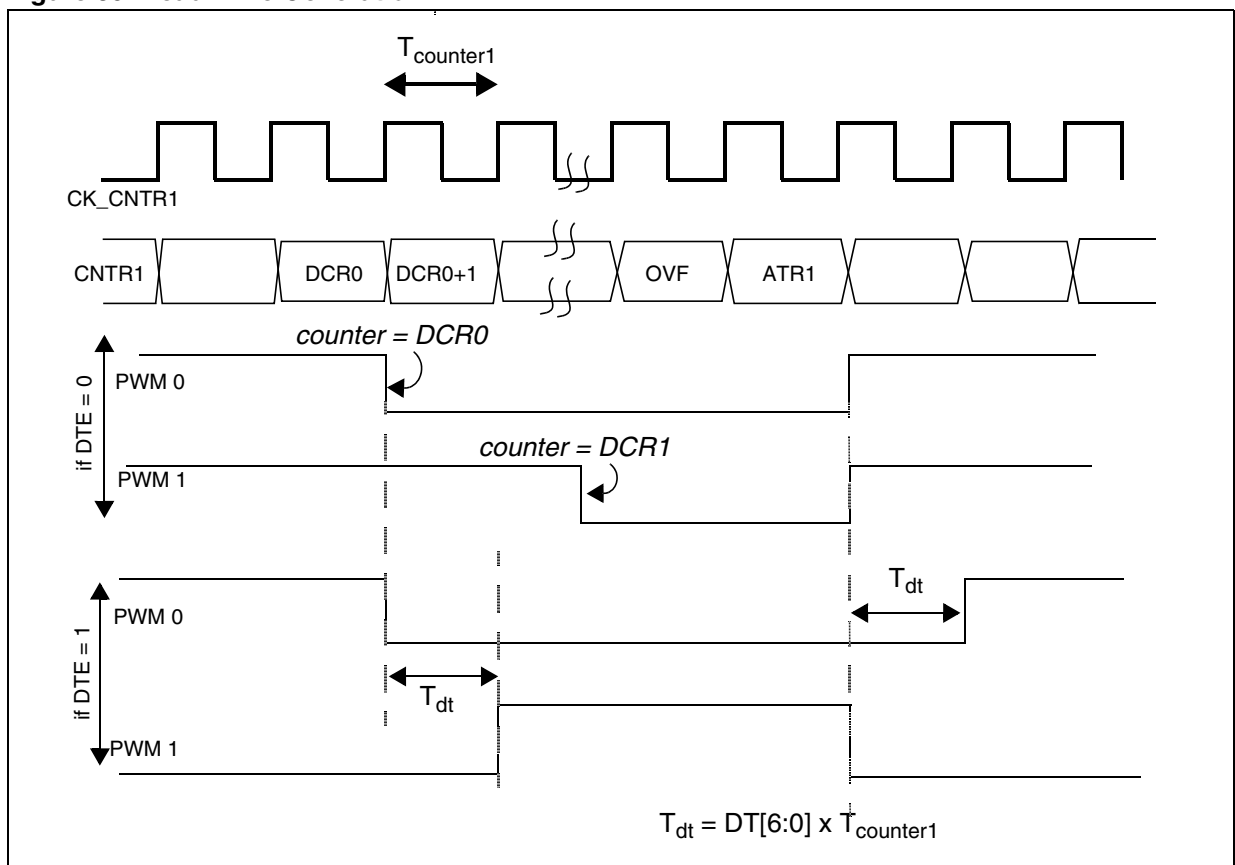 T_counter1
CK_CNTR1
CNTR1 DCR0 DCR0+1 OVF ATR1
counter = DCR0
if DTE = 0
PWM 0
counter = DCR1
PWM 1
T_dt
if DTE = 1
PWM 0
T_dt
PWM 1
T_dt = DT[6:0] x T_counter1